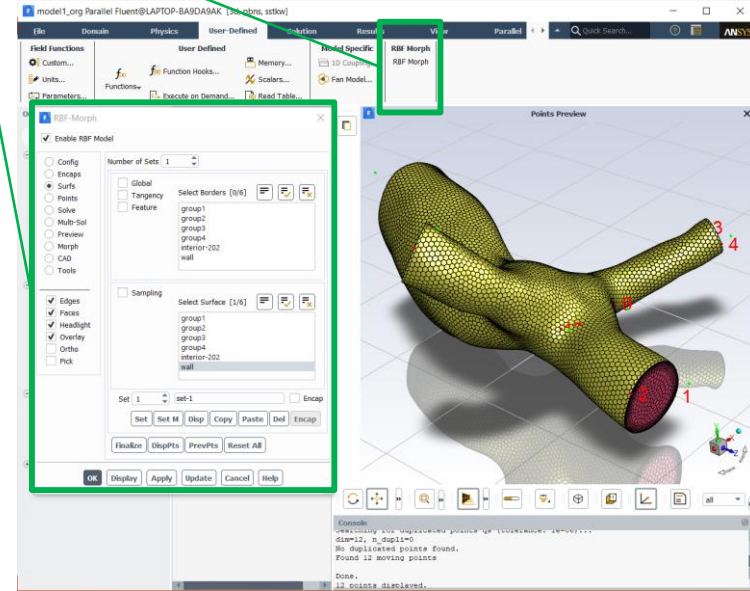 model1_org Parallel Fluent@LAPTOP-BA9DA9AK [3d, pbns, sstkw]
File Domain Physics User-Defined Solution Results View Parallel Quick Search... ANSYS
Field Functions User Defined Model Specific RBF Morph
Custom... Function Hooks... Memory... 1D Coupling RBF Morph
Units... Functions Scalars... Fan Model...
Parameters... Execute on Demand... Read Table...
RBF-Morph
Points Preview
Enable RBF Model
Config
Encaps
Surfs
Points
Solve
Multi-Sol
Preview
Morph
CAD
Tools
Edges
Faces
Headlight
Overlay
Ortho
Pick
Number of Sets 1
Global
Tangency
Feature
Select Borders [0/6]
group1
group2
group3
group4
interior-202
wall
Sampling
Select Surface [1/6]
group1
group2
group3
group4
interior-202
wall
Set 1 set-1 Encap
Set Set M Disp Copy Paste Del Encap
Finalize DispPts PrevPts Reset All
OK Display Apply Update Cancel Help
3
4
1
all
Console
dim=12, n_dupli=0
No duplicated points found.
Found 12 moving points
Done.
12 points displayed.